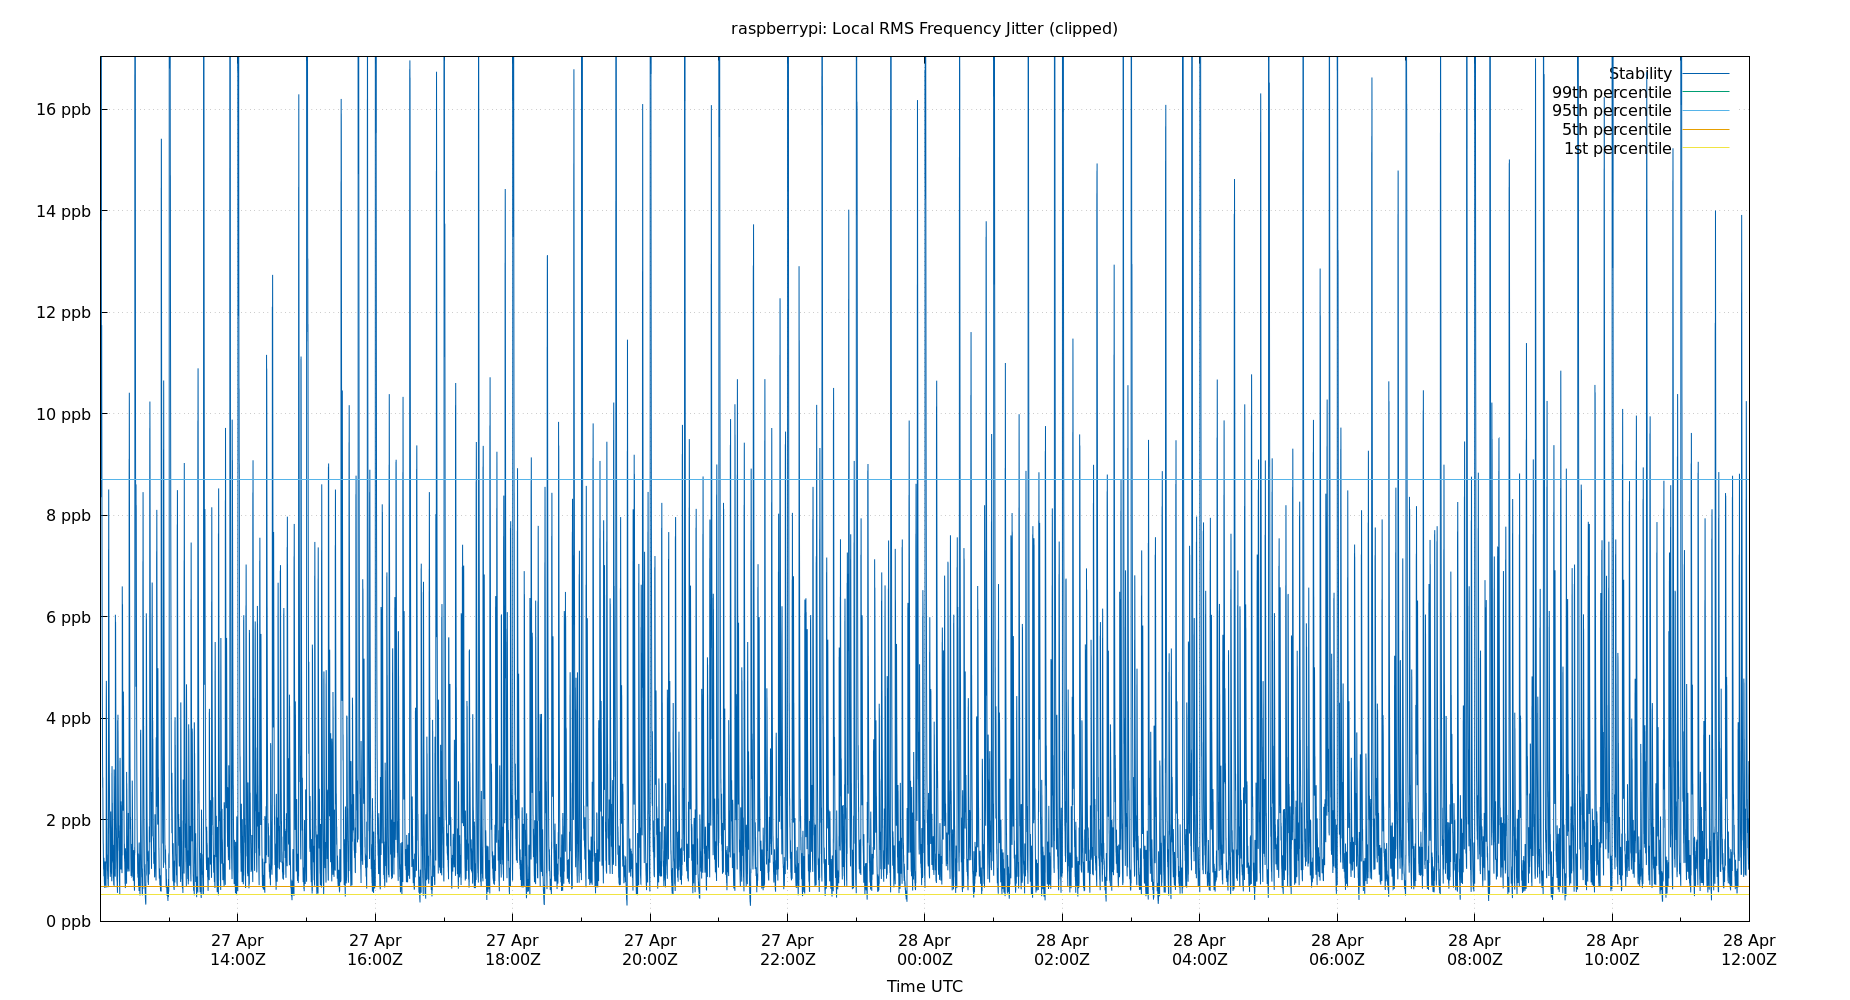 raspberrypi: Local RMS Frequency Jitter (clipped)
Stability
99th percentile
95th percentile
5th percentile
1st percentile
16 ppb
14 ppb
12 ppb
10 ppb
8 ppb
6 ppb
4 ppb
2 ppb
0 ppb
27 Apr 27 Apr 27 Apr 27 Apr 27 Apr 28 Apr 28 Apr 28 Apr 28 Apr 28 Apr 28 Apr 28 Apr
14:00Z 16:00Z 18:00Z 20:00Z 22:00Z 00:00Z 02:00Z 04:00Z 06:00Z 08:00Z 10:00Z 12:00Z
Time UTC